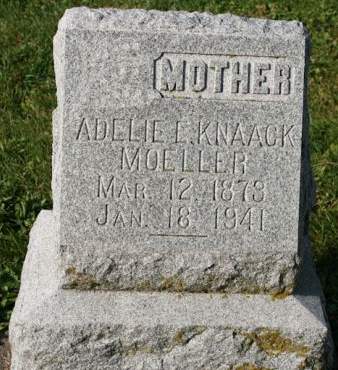 MOTHER
ADELIE E. KNAACK
MOELLER
MAR. 12, 1873
JAN. 18, 1941